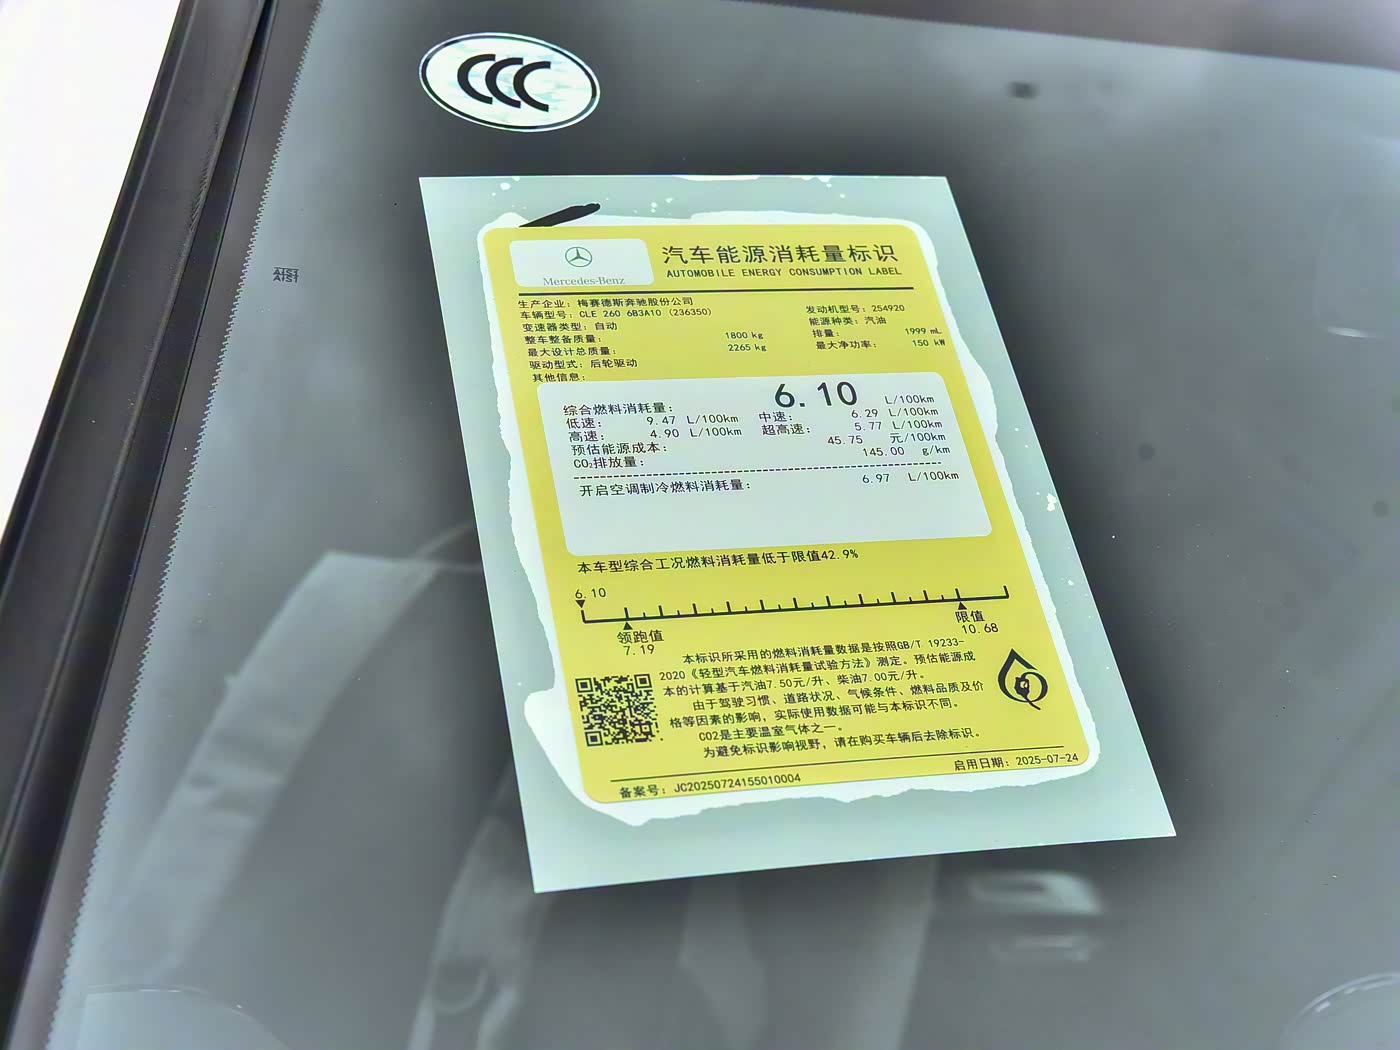 CCC
AIST
AIST
Mercedes-Benz
汽车能源消耗量标识
AUTOMOBILE ENERGY CONSUMPTION LABEL
生产企业：梅赛德斯奔驰股份公司
车辆型号：CLE 260 6B3A10 (236350) 发动机型号：254920
变速器类型：自动 能源种类：汽油
整车整备质量： 1800 kg 排量： 1999 mL
最大设计总质量： 2265 kg 最大净功率： 150 kW
驱动型式：后轮驱动
其他信息：
综合燃料消耗量： 6.10 L/100km
低速： 9.47 L/100km 中速： 6.29 L/100km
高速： 4.90 L/100km 超高速： 5.77 L/100km
预估能源成本： 45.75 元/100km
CO₂排放量： 145.00 g/km
开启空调制冷燃料消耗量： 6.97 L/100km
本车型综合工况燃料消耗量低于限值42.9%
6.10
领跑值
7.19
限值
10.68
本标识所采用的燃料消耗量数据是按照GB/T 19233-
2020《轻型汽车燃料消耗量试验方法》测定。预估能源成
本的计算基于汽油7.50元/升、柴油7.00元/升。
由于驾驶习惯、道路状况、气候条件、燃料品质及价
格等因素的影响，实际使用数据可能与本标识不同。
CO2是主要温室气体之一。
为避免标识影响视野，请在购买车辆后去除标识。
备案号：JC20250724155010004 启用日期：2025-07-24